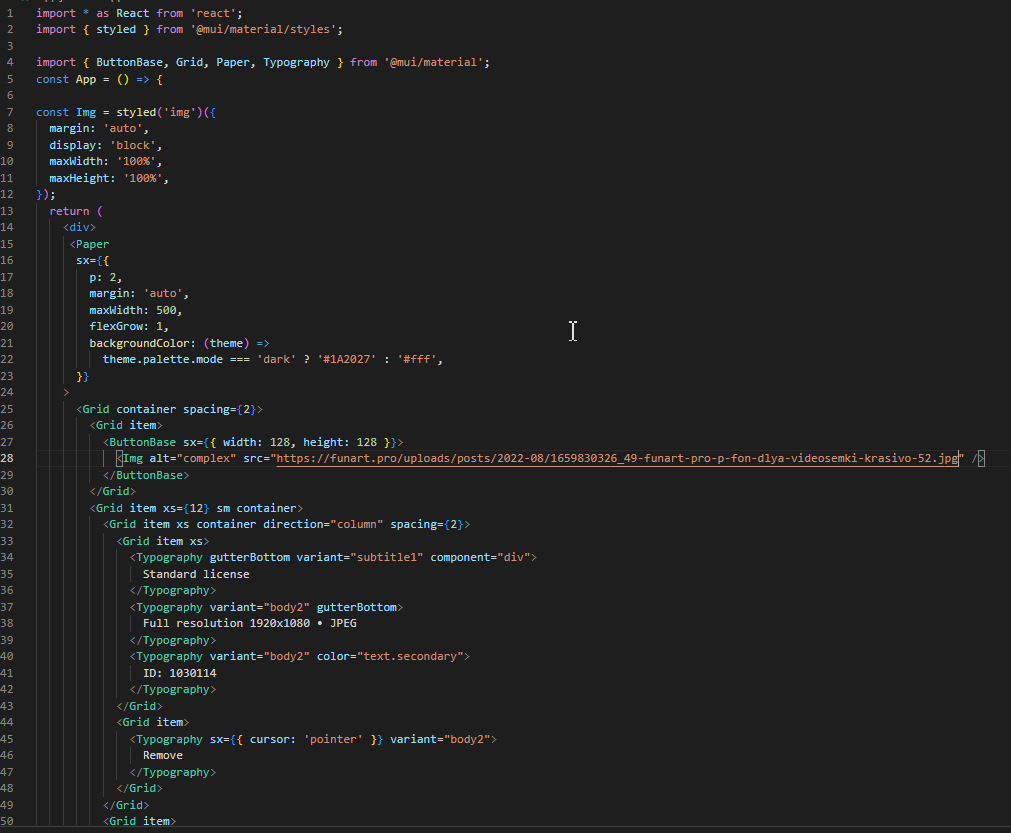 1 import * as React from 'react';
2 import { styled } from '@mui/material/styles';
3
4 import { ButtonBase, Grid, Paper, Typography } from '@mui/material';
5 const App = () => {
6
7 const Img = styled('img')({
8 margin: 'auto',
9 display: 'block',
10 maxWidth: '100%',
11 maxHeight: '100%',
12 });
13 return (
14 <div>
15 <Paper
16 sx={{
17 p: 2,
18 margin: 'auto',
19 maxWidth: 500,
20 flexGrow: 1,
21 backgroundColor: (theme) =>
22 theme.palette.mode === 'dark' ? '#1A2027' : '#fff',
23 }}
24 >
25 <Grid container spacing={2}>
26 <Grid item>
27 <ButtonBase sx={{ width: 128, height: 128 }}>
28 <Img alt="complex" src="https://funart.pro/uploads/posts/2022-08/1659830326_49-funart-pro-p-fon-dlya-videosemki-krasivo-52.jpg" />
29 </ButtonBase>
30 </Grid>
31 <Grid item xs={12} sm container>
32 <Grid item xs container direction="column" spacing={2}>
33 <Grid item xs>
34 <Typography gutterBottom variant="subtitle1" component="div">
35 Standard license
36 </Typography>
37 <Typography variant="body2" gutterBottom>
38 Full resolution 1920x1080 • JPEG
39 </Typography>
40 <Typography variant="body2" color="text.secondary">
41 ID: 1030114
42 </Typography>
43 </Grid>
44 <Grid item>
45 <Typography sx={{ cursor: 'pointer' }} variant="body2">
46 Remove
47 </Typography>
48 </Grid>
49 </Grid>
50 <Grid item>